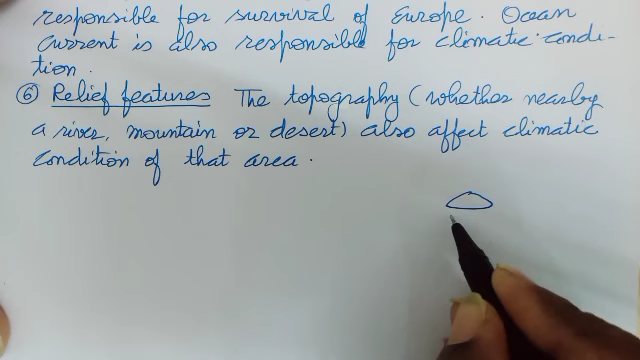 responsible for survival of Europe. Ocean
current is also responsible for climatic condi-
tion.
⑥ Relief features The topography (whether nearby
a river, mountain or desert) also affect climatic
condition of that area.